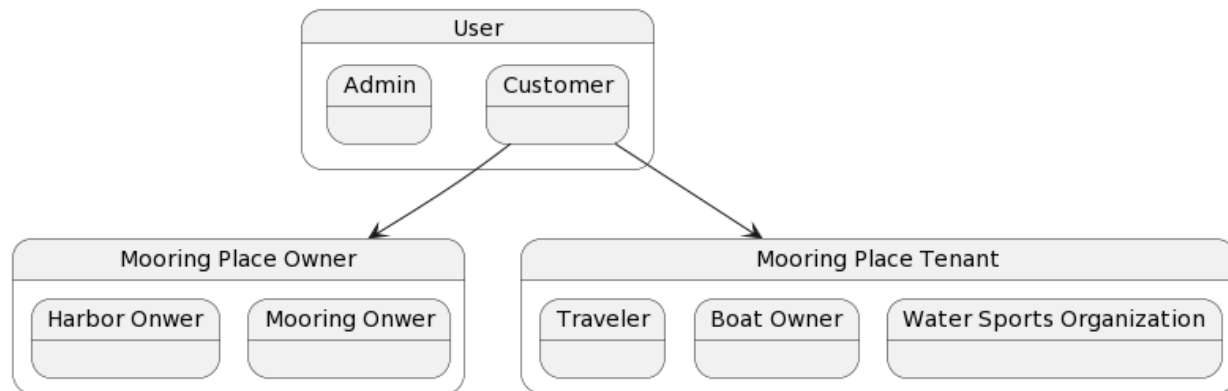 User
Admin
Customer
Mooring Place Owner
Mooring Place Tenant
Harbor Onwer
Mooring Onwer
Traveler
Boat Owner
Water Sports Organization